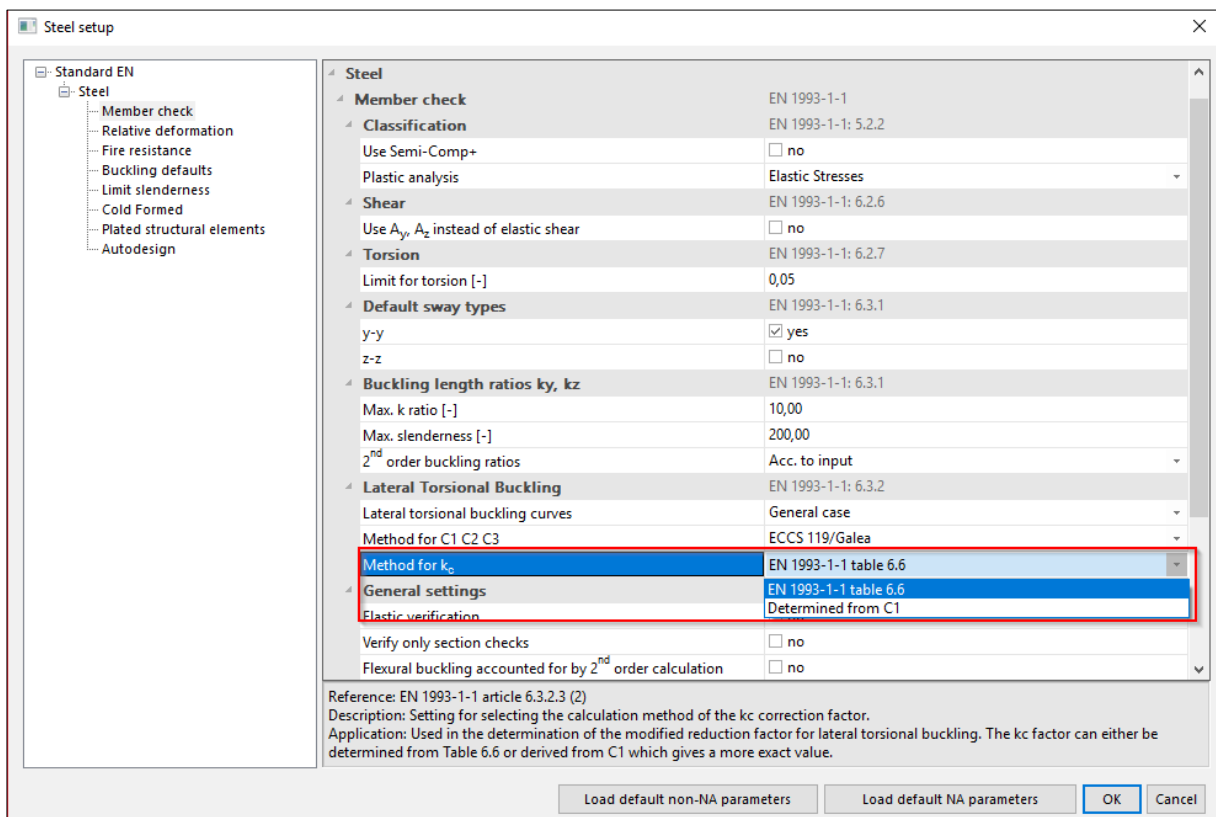 Steel setup
Standard EN
Steel
Member check
Relative deformation
Fire resistance
Buckling defaults
Limit slenderness
Cold Formed
Plated structural elements
Autodesign
Steel
Member check EN 1993-1-1
Classification EN 1993-1-1: 5.2.2
Use Semi-Comp+ no
Plastic analysis Elastic Stresses
Shear EN 1993-1-1: 6.2.6
Use Ay, Az instead of elastic shear no
Torsion EN 1993-1-1: 6.2.7
Limit for torsion [-] 0,05
Default sway types EN 1993-1-1: 6.3.1
y-y yes
z-z no
Buckling length ratios ky, kz EN 1993-1-1: 6.3.1
Max. k ratio [-] 10,00
Max. slenderness [-] 200,00
2nd order buckling ratios Acc. to input
Lateral Torsional Buckling EN 1993-1-1: 6.3.2
Lateral torsional buckling curves General case
Method for C1 C2 C3 ECCS 119/Galea
Method for kc EN 1993-1-1 table 6.6
General settings EN 1993-1-1 table 6.6
Determined from C1
Elastic verification
Verify only section checks no
Flexural buckling accounted for by 2nd order calculation no
Reference: EN 1993-1-1 article 6.3.2.3 (2)
Description: Setting for selecting the calculation method of the kc correction factor.
Application: Used in the determination of the modified reduction factor for lateral torsional buckling. The kc factor can either be
determined from Table 6.6 or derived from C1 which gives a more exact value.
Load default non-NA parameters
Load default NA parameters
OK
Cancel